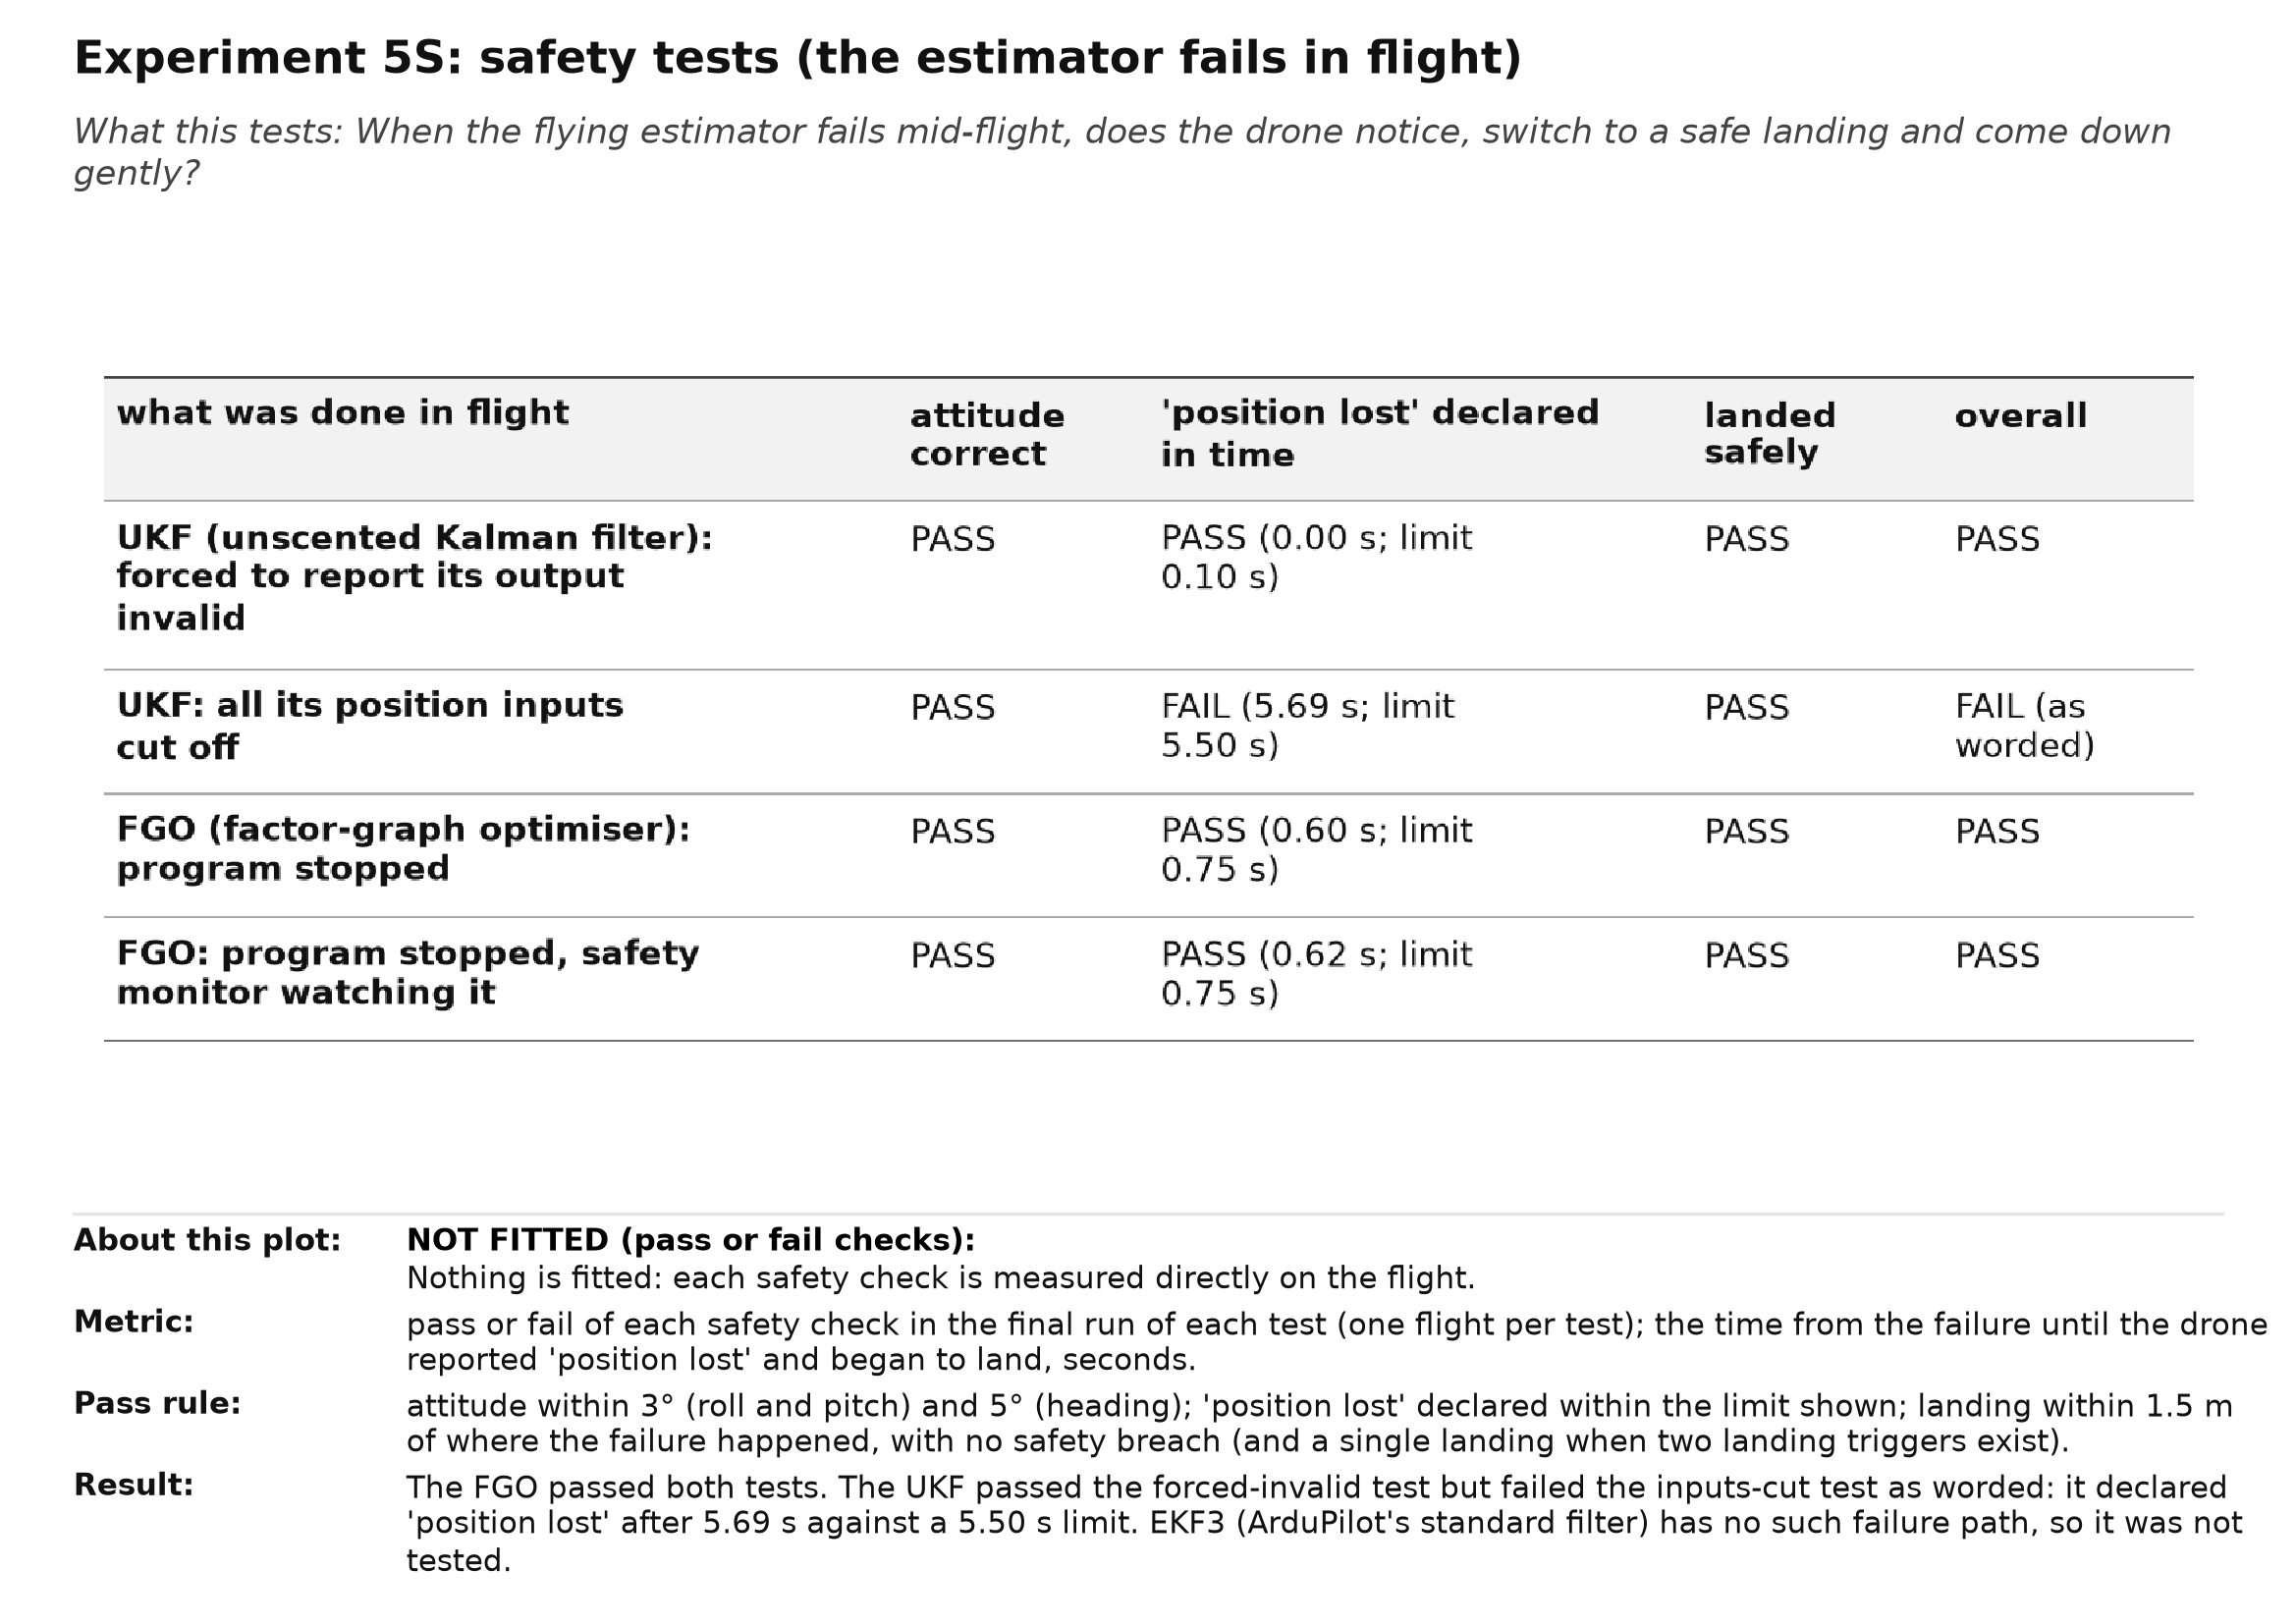 Experiment 5S: safety tests (the estimator fails in flight)
What this tests: When the flying estimator fails mid-flight, does the drone notice, switch to a safe landing and come down
gently?
what was done in flight
attitude
correct
'position lost' declared
in time
landed
safely
overall
UKF (unscented Kalman filter):
forced to report its output
invalid
PASS
PASS (0.00 s; limit
0.10 s)
PASS
PASS
UKF: all its position inputs
cut off
PASS
FAIL (5.69 s; limit
5.50 s)
PASS
FAIL (as
worded)
FGO (factor-graph optimiser):
program stopped
PASS
PASS (0.60 s; limit
0.75 s)
PASS
PASS
FGO: program stopped, safety
monitor watching it
PASS
PASS (0.62 s; limit
0.75 s)
PASS
PASS
About this plot:
NOT FITTED (pass or fail checks):
Nothing is fitted: each safety check is measured directly on the flight.
Metric:
pass or fail of each safety check in the final run of each test (one flight per test); the time from the failure until the drone
reported 'position lost' and began to land, seconds.
Pass rule:
attitude within 3° (roll and pitch) and 5° (heading); 'position lost' declared within the limit shown; landing within 1.5 m
of where the failure happened, with no safety breach (and a single landing when two landing triggers exist).
Result:
The FGO passed both tests. The UKF passed the forced-invalid test but failed the inputs-cut test as worded: it declared
'position lost' after 5.69 s against a 5.50 s limit. EKF3 (ArduPilot's standard filter) has no such failure path, so it was not
tested.